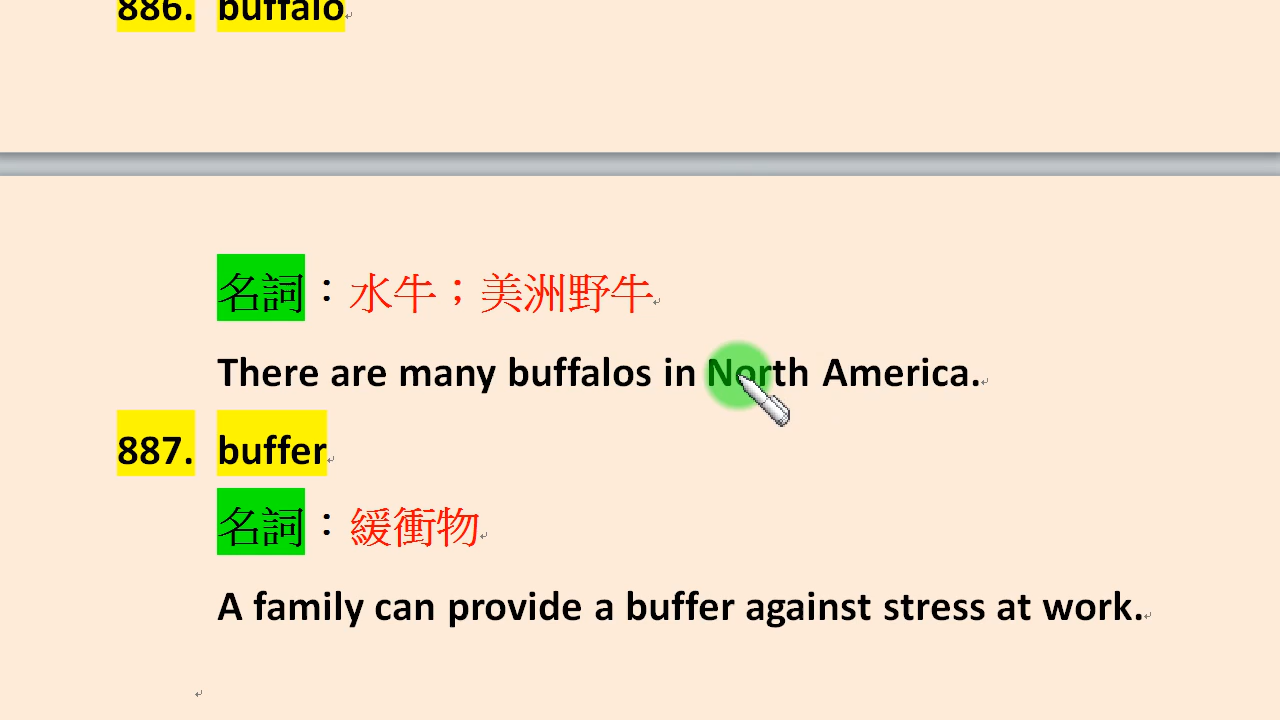 886. buffalo
名詞：水牛；美洲野牛
There are many buffalos in North America.
887. buffer
名詞：緩衝物
A family can provide a buffer against stress at work.